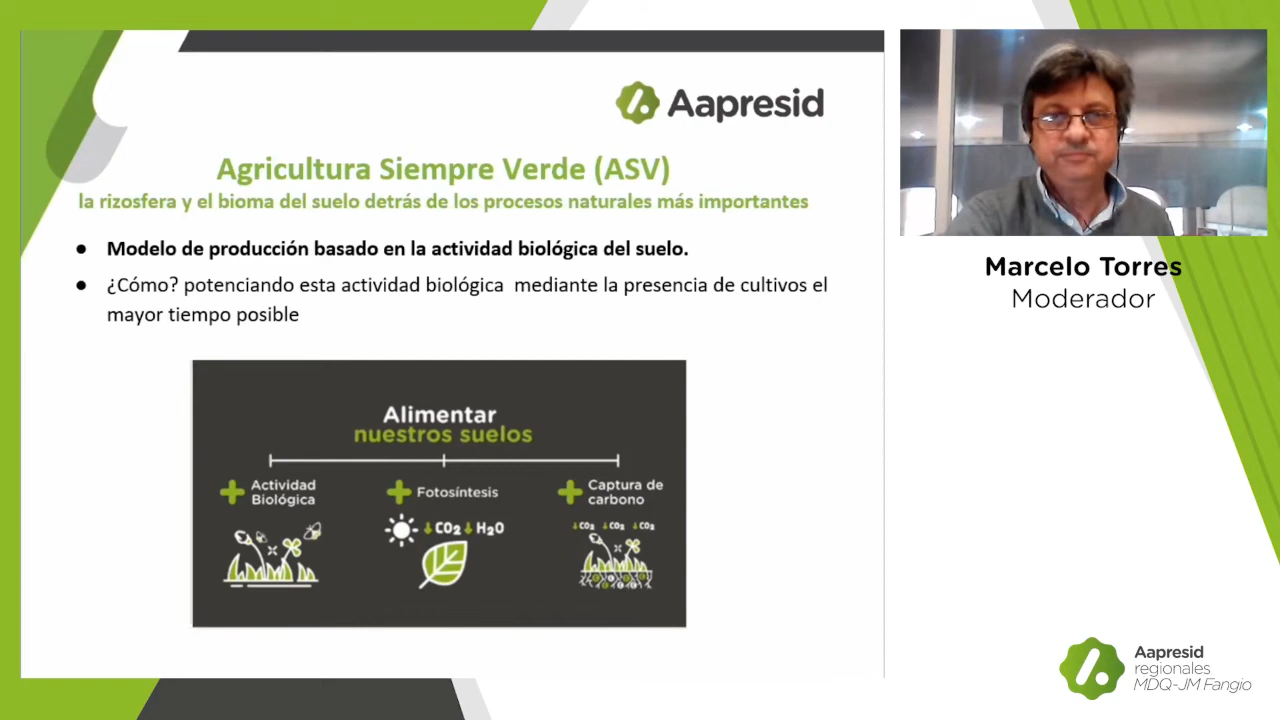 Aapresid
Agricultura Siempre Verde (ASV)
la rizosfera y el bioma del suelo detrás de los procesos naturales más importantes
● Modelo de producción basado en la actividad biológica del suelo.
● ¿Cómo? potenciando esta actividad biológica mediante la presencia de cultivos el
mayor tiempo posible
Alimentar
nuestros suelos
Actividad
Biológica
Fotosíntesis
Captura de
carbono
CO2 H2O
CO2 CO2 CO2
Marcelo Torres
Moderador
Aapresid
regionales
MDQ-JM Fangio